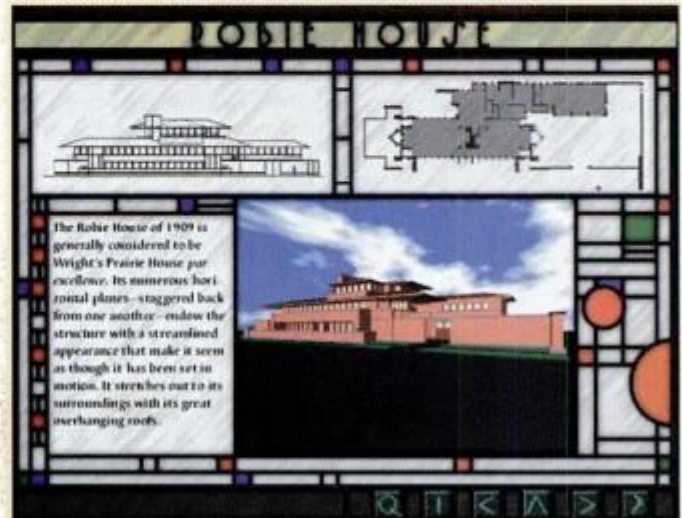 ROBIE HOUSE
The Robie House of 1909 is
generally considered to be
Wright's Prairie House par
excellence. Its numerous hori
zontal planes—staggered back
from one another—endow the
structure with a streamlined
appearance that make it seem
as though it has been set in
motion. It stretches out to its
surroundings with its great
overhanging roofs.